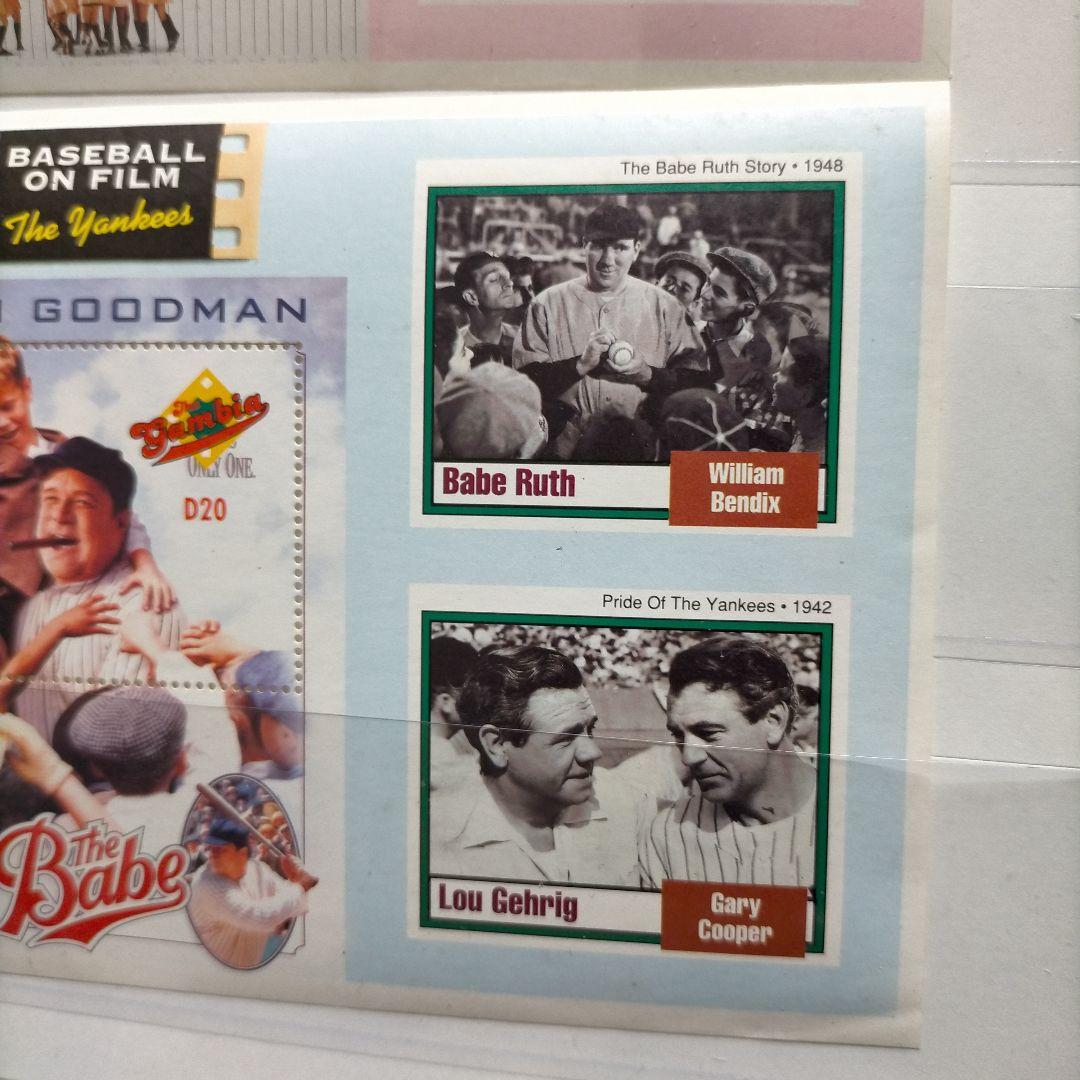 BASEBALL
ON FILM
The Yankees
GOODMAN
The
Gambia
ONLY ONE.
D20
The
Babe
The Babe Ruth Story • 1948
Babe Ruth
William
Bendix
Pride Of The Yankees • 1942
Lou Gehrig
Gary
Cooper